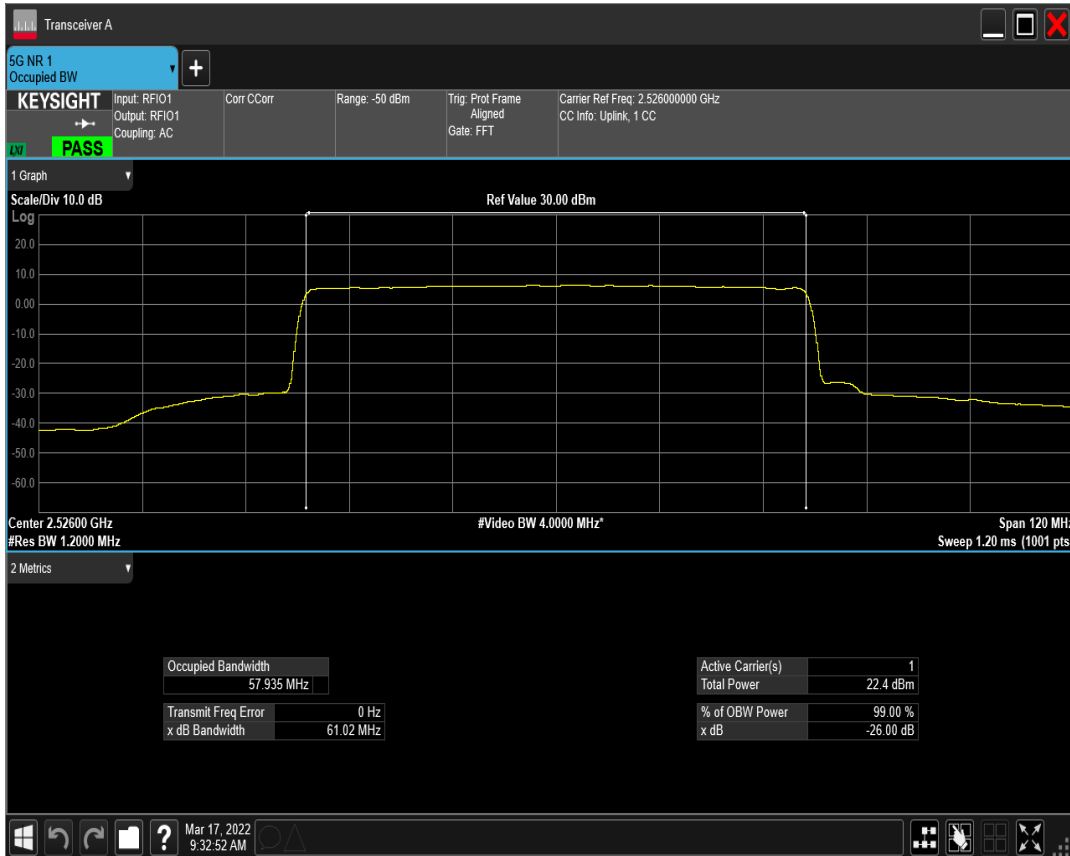 Transceiver A
5G NR 1
Occupied BW
+
KEYSIGHT
Input: RFIO1
Output: RFIO1
Coupling: AC
Corr CCorr
Range: -50 dBm
Trig: Prot Frame
Aligned
Gate: FFT
Carrier Ref Freq: 2.526000000 GHz
CC Info: Uplink, 1 CC
LXI
PASS
1 Graph
Scale/Div 10.0 dB
Ref Value 30.00 dBm
Log
20.0
10.0
0.00
-10.0
-20.0
-30.0
-40.0
-50.0
-60.0
Center 2.52600 GHz
#Video BW 4.0000 MHz*
Span 120 MHz
#Res BW 1.2000 MHz
Sweep 1.20 ms (1001 pts
2 Metrics
Occupied Bandwidth
57.935 MHz
Transmit Freq Error 0 Hz
x dB Bandwidth 61.02 MHz
Active Carrier(s) 1
Total Power 22.4 dBm
% of OBW Power 99.00 %
x dB -26.00 dB
?
Mar 17, 2022
9:32:52 AM